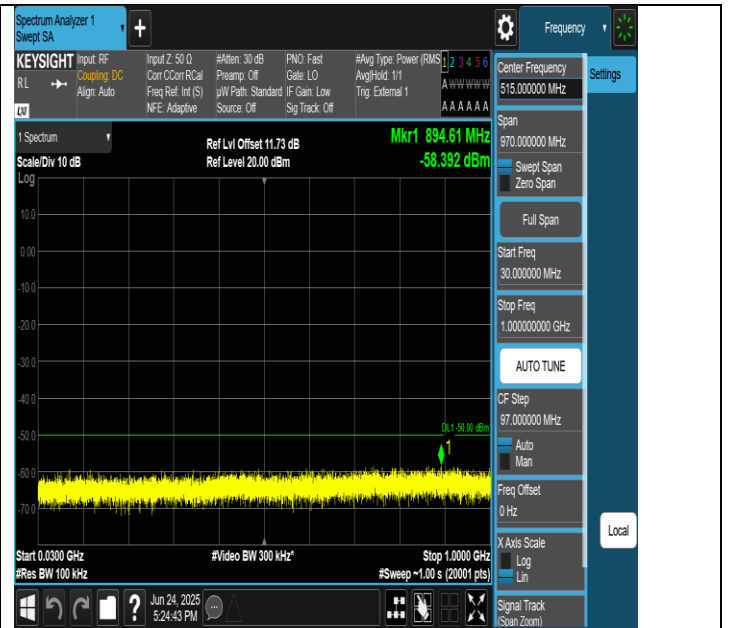 Spectrum Analyzer 1
Swept SA
+
Frequency
KEYSIGHT
RL
LXI
Input: RF
Coupling: DC
Align: Auto
Input Z: 50 Ω
Corr CCorr RCal
Freq Ref: Int (S)
NFE: Adaptive
#Atten: 30 dB
Preamp: Off
µW Path: Standard
Source: Off
PNO: Fast
Gate: LO
IF Gain: Low
Sig Track: Off
#Avg Type: Power (RMS
Avg|Hold: 1/1
Trig: External 1
1 2 3 4 5 6
A W W W W W
A A A A A A
1 Spectrum
Scale/Div 10 dB
Log
Ref Lvl Offset 11.73 dB
Ref Level 20.00 dBm
Mkr1 894.61 MHz
-58.392 dBm
10.0
0.00
-10.0
-20.0
-30.0
-40.0
-50.0
-60.0
-70.0
DL1 -50.00 dBm
1
Start 0.0300 GHz
#Res BW 100 kHz
#Video BW 300 kHz*
Stop 1.0000 GHz
#Sweep ~1.00 s (20001 pts)
Center Frequency
515.000000 MHz
Settings
Span
970.000000 MHz
Swept Span
Zero Span
Full Span
Start Freq
30.000000 MHz
Stop Freq
1.000000000 GHz
AUTO TUNE
CF Step
97.000000 MHz
Auto
Man
Freq Offset
0 Hz
X Axis Scale
Log
Lin
Local
Signal Track
(Span Zoom)
?
Jun 24, 2025
5:24:43 PM